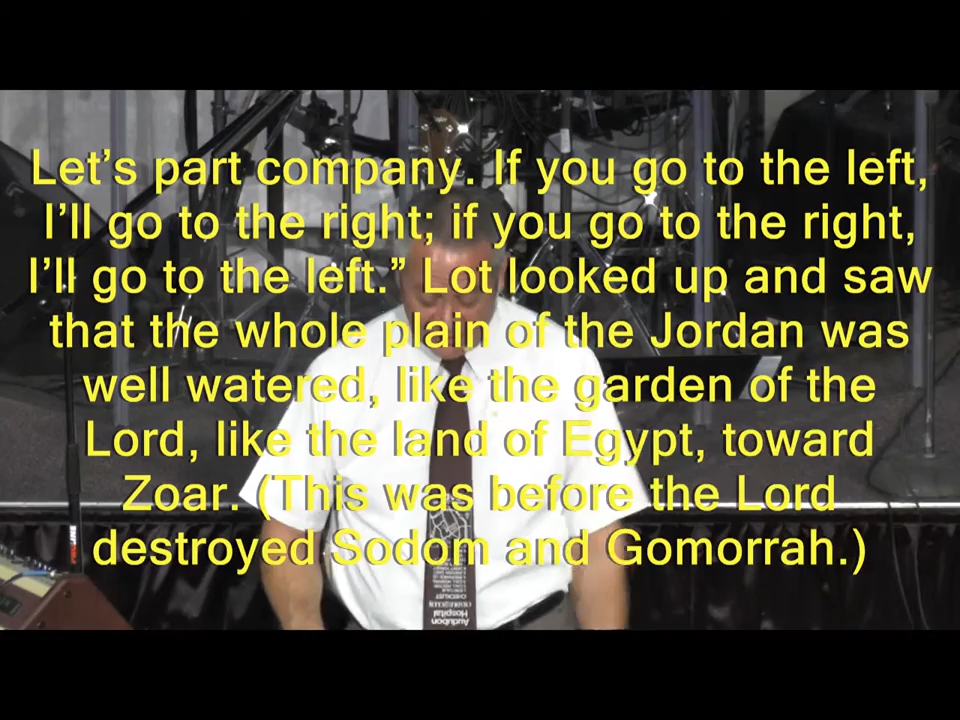 Let’s part company. If you go to the left,
I’ll go to the right; if you go to the right,
I’ll go to the left.” Lot looked up and saw
that the whole plain of the Jordan was
well watered, like the garden of the
Lord, like the land of Egypt, toward
Zoar. (This was before the Lord
destroyed Sodom and Gomorrah.)
Audubon
Hospital